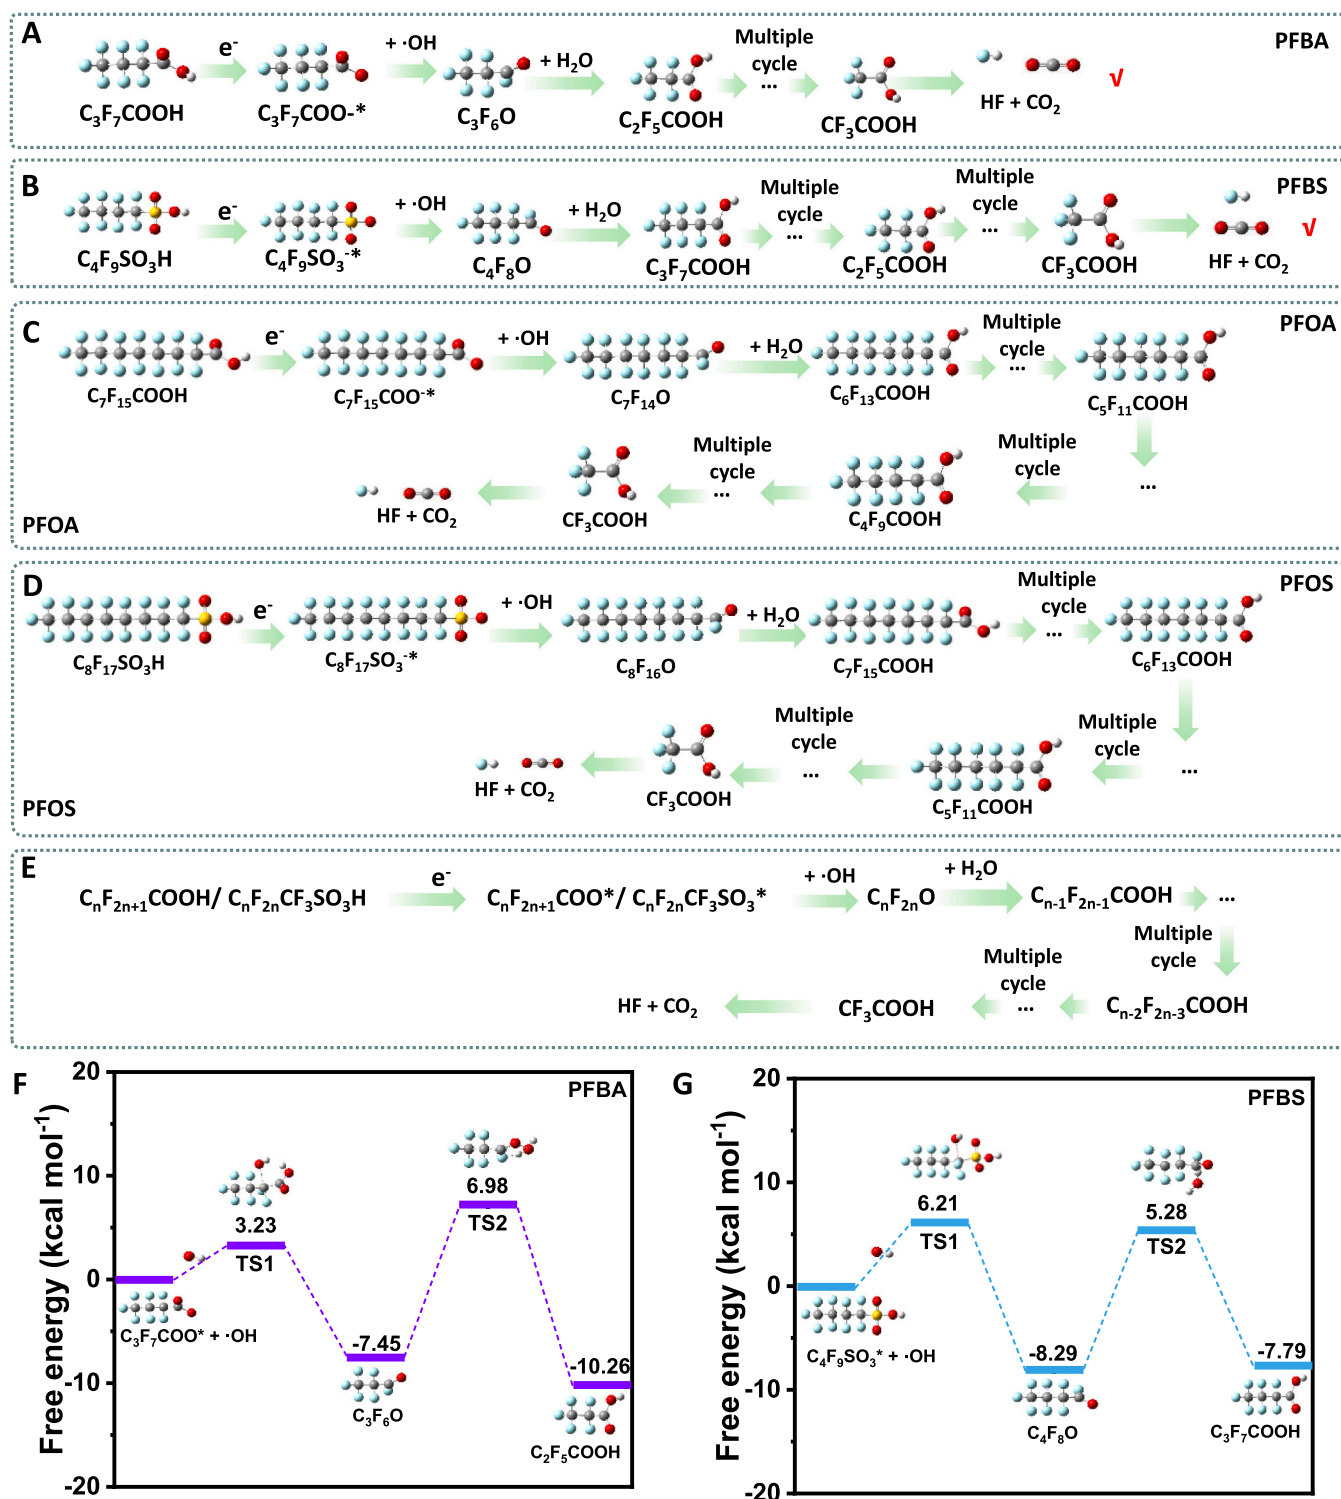 A
PFBA
e⁻
+ ·OH
+ H₂O
Multiple
cycle
...
√
C₃F₇COOH
C₃F₇COO-*
C₃F₆O
C₂F₅COOH
CF₃COOH
HF + CO₂
B
PFBS
e⁻
+ ·OH
+ H₂O
Multiple
cycle
...
Multiple
cycle
...
√
C₄F₉SO₃H
C₄F₉SO₃⁻*
C₄F₈O
C₃F₇COOH
C₂F₅COOH
CF₃COOH
HF + CO₂
C
PFOA
e⁻
+ ·OH
+ H₂O
Multiple
cycle
...
C₇F₁₅COOH
C₇F₁₅COO⁻*
C₇F₁₄O
C₆F₁₃COOH
C₅F₁₁COOH
...
Multiple
cycle
C₄F₉COOH
Multiple
cycle
...
CF₃COOH
HF + CO₂
PFOA
D
PFOS
e⁻
+ ·OH
+ H₂O
Multiple
cycle
...
C₈F₁₇SO₃H
C₈F₁₇SO₃⁻*
C₈F₁₆O
C₇F₁₅COOH
C₆F₁₃COOH
...
Multiple
cycle
C₅F₁₁COOH
Multiple
cycle
...
CF₃COOH
HF + CO₂
PFOS
E
CₙF₂ₙ₊₁COOH/ CₙF₂ₙCF₃SO₃H
e⁻
CₙF₂ₙ₊₁COO*/ CₙF₂ₙCF₃SO₃*
+ ·OH
CₙF₂ₙO
+ H₂O
Cₙ₋₁F₂ₙ₋₁COOH
...
Multiple
cycle
Cₙ₋₂F₂ₙ₋₃COOH
Multiple
cycle
...
CF₃COOH
HF + CO₂
F
PFBA
Free energy (kcal mol⁻¹)
20
10
0
-10
-20
C₃F₇COO* + ·OH
3.23
TS1
-7.45
C₃F₆O
6.98
TS2
-10.26
C₂F₅COOH
G
PFBS
Free energy (kcal mol⁻¹)
20
10
0
-10
-20
C₄F₉SO₃* + ·OH
6.21
TS1
-8.29
C₄F₈O
5.28
TS2
-7.79
C₃F₇COOH